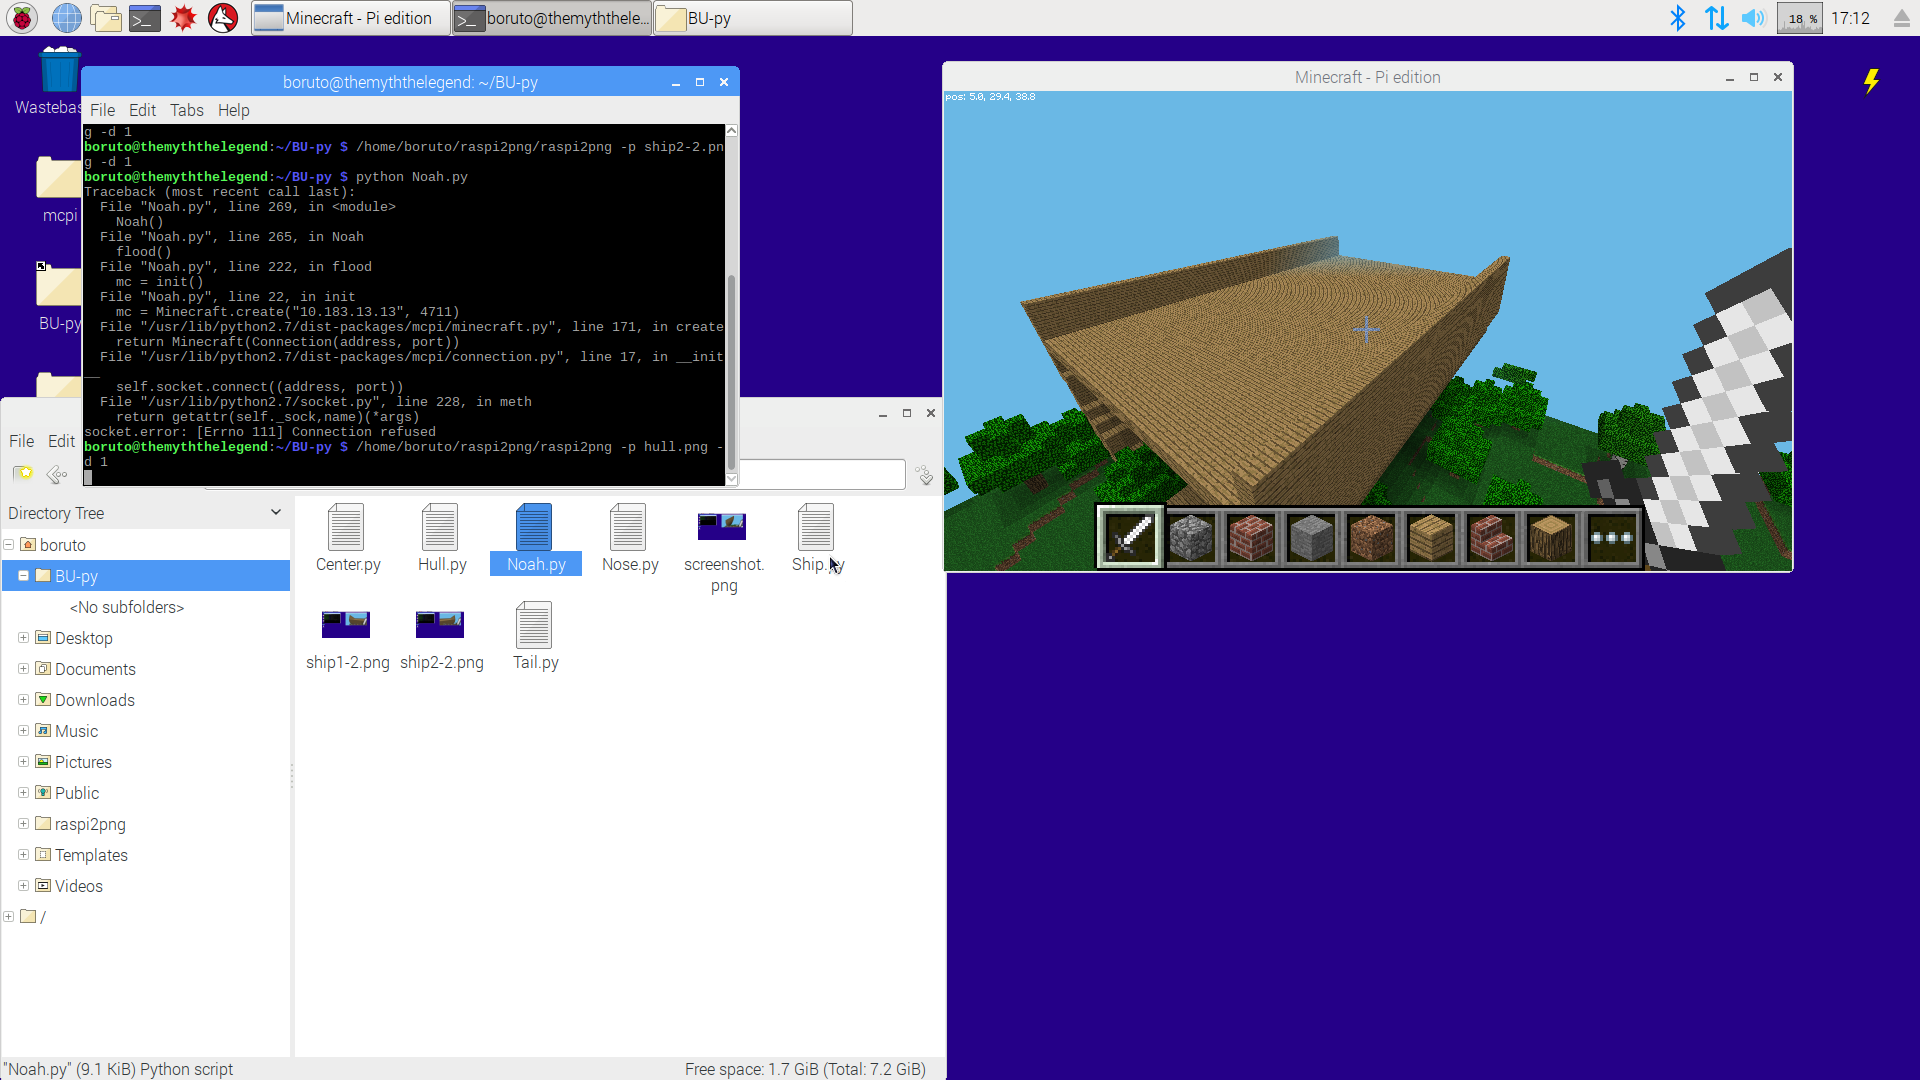 Minecraft - Pi edition
boruto@themyththele...
BU-py
18 %
17:12
Wastebas
mcpi
BU-py
boruto@themyththelegend: ~/BU-py
File Edit Tabs Help
g -d 1
boruto@themyththelegend:~/BU-py $ /home/boruto/raspi2png/raspi2png -p ship2-2.pn
g -d 1
boruto@themyththelegend:~/BU-py $ python Noah.py
Traceback (most recent call last):
File "Noah.py", line 269, in <module>
Noah()
File "Noah.py", line 265, in Noah
flood()
File "Noah.py", line 222, in flood
mc = init()
File "Noah.py", line 22, in init
mc = Minecraft.create("10.183.13.13", 4711)
File "/usr/lib/python2.7/dist-packages/mcpi/minecraft.py", line 171, in create
return Minecraft(Connection(address, port))
File "/usr/lib/python2.7/dist-packages/mcpi/connection.py", line 17, in __init
__
self.socket.connect((address, port))
File "/usr/lib/python2.7/socket.py", line 228, in meth
return getattr(self._sock,name)(*args)
socket.error: [Errno 111] Connection refused
boruto@themyththelegend:~/BU-py $ /home/boruto/raspi2png/raspi2png -p hull.png -
d 1
Minecraft - Pi edition
pos: 5.0, 29.4, 38.8
File Edit
Directory Tree
boruto
BU-py
<No subfolders>
Desktop
Documents
Downloads
Music
Pictures
Public
raspi2png
Templates
Videos
/
Center.py
Hull.py
Noah.py
Nose.py
screenshot.
png
Ship.py
ship1-2.png
ship2-2.png
Tail.py
"Noah.py" (9.1 KiB) Python script
Free space: 1.7 GiB (Total: 7.2 GiB)